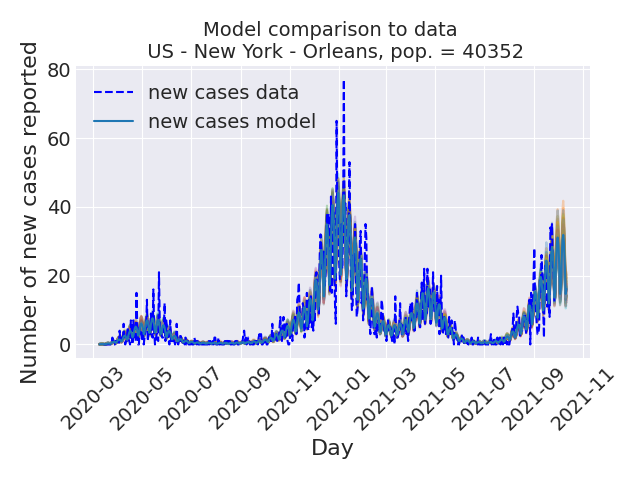 Model comparison to data
US - New York - Orleans, pop. = 40352
Number of new cases reported
80
60
40
20
0
new cases data
new cases model
2020-03
2020-05
2020-07
2020-09
2020-11
2021-01
2021-03
2021-05
2021-07
2021-09
2021-11
Day